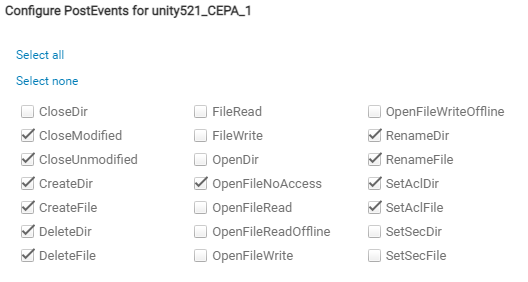 Configure PostEvents for unity521_CEPA_1
Select all
Select none
CloseDir FileRead OpenFileWriteOffline
CloseModified FileWrite RenameDir
CloseUnmodified OpenDir RenameFile
CreateDir OpenFileNoAccess SetAclDir
CreateFile OpenFileRead SetAclFile
DeleteDir OpenFileReadOffline SetSecDir
DeleteFile OpenFileWrite SetSecFile